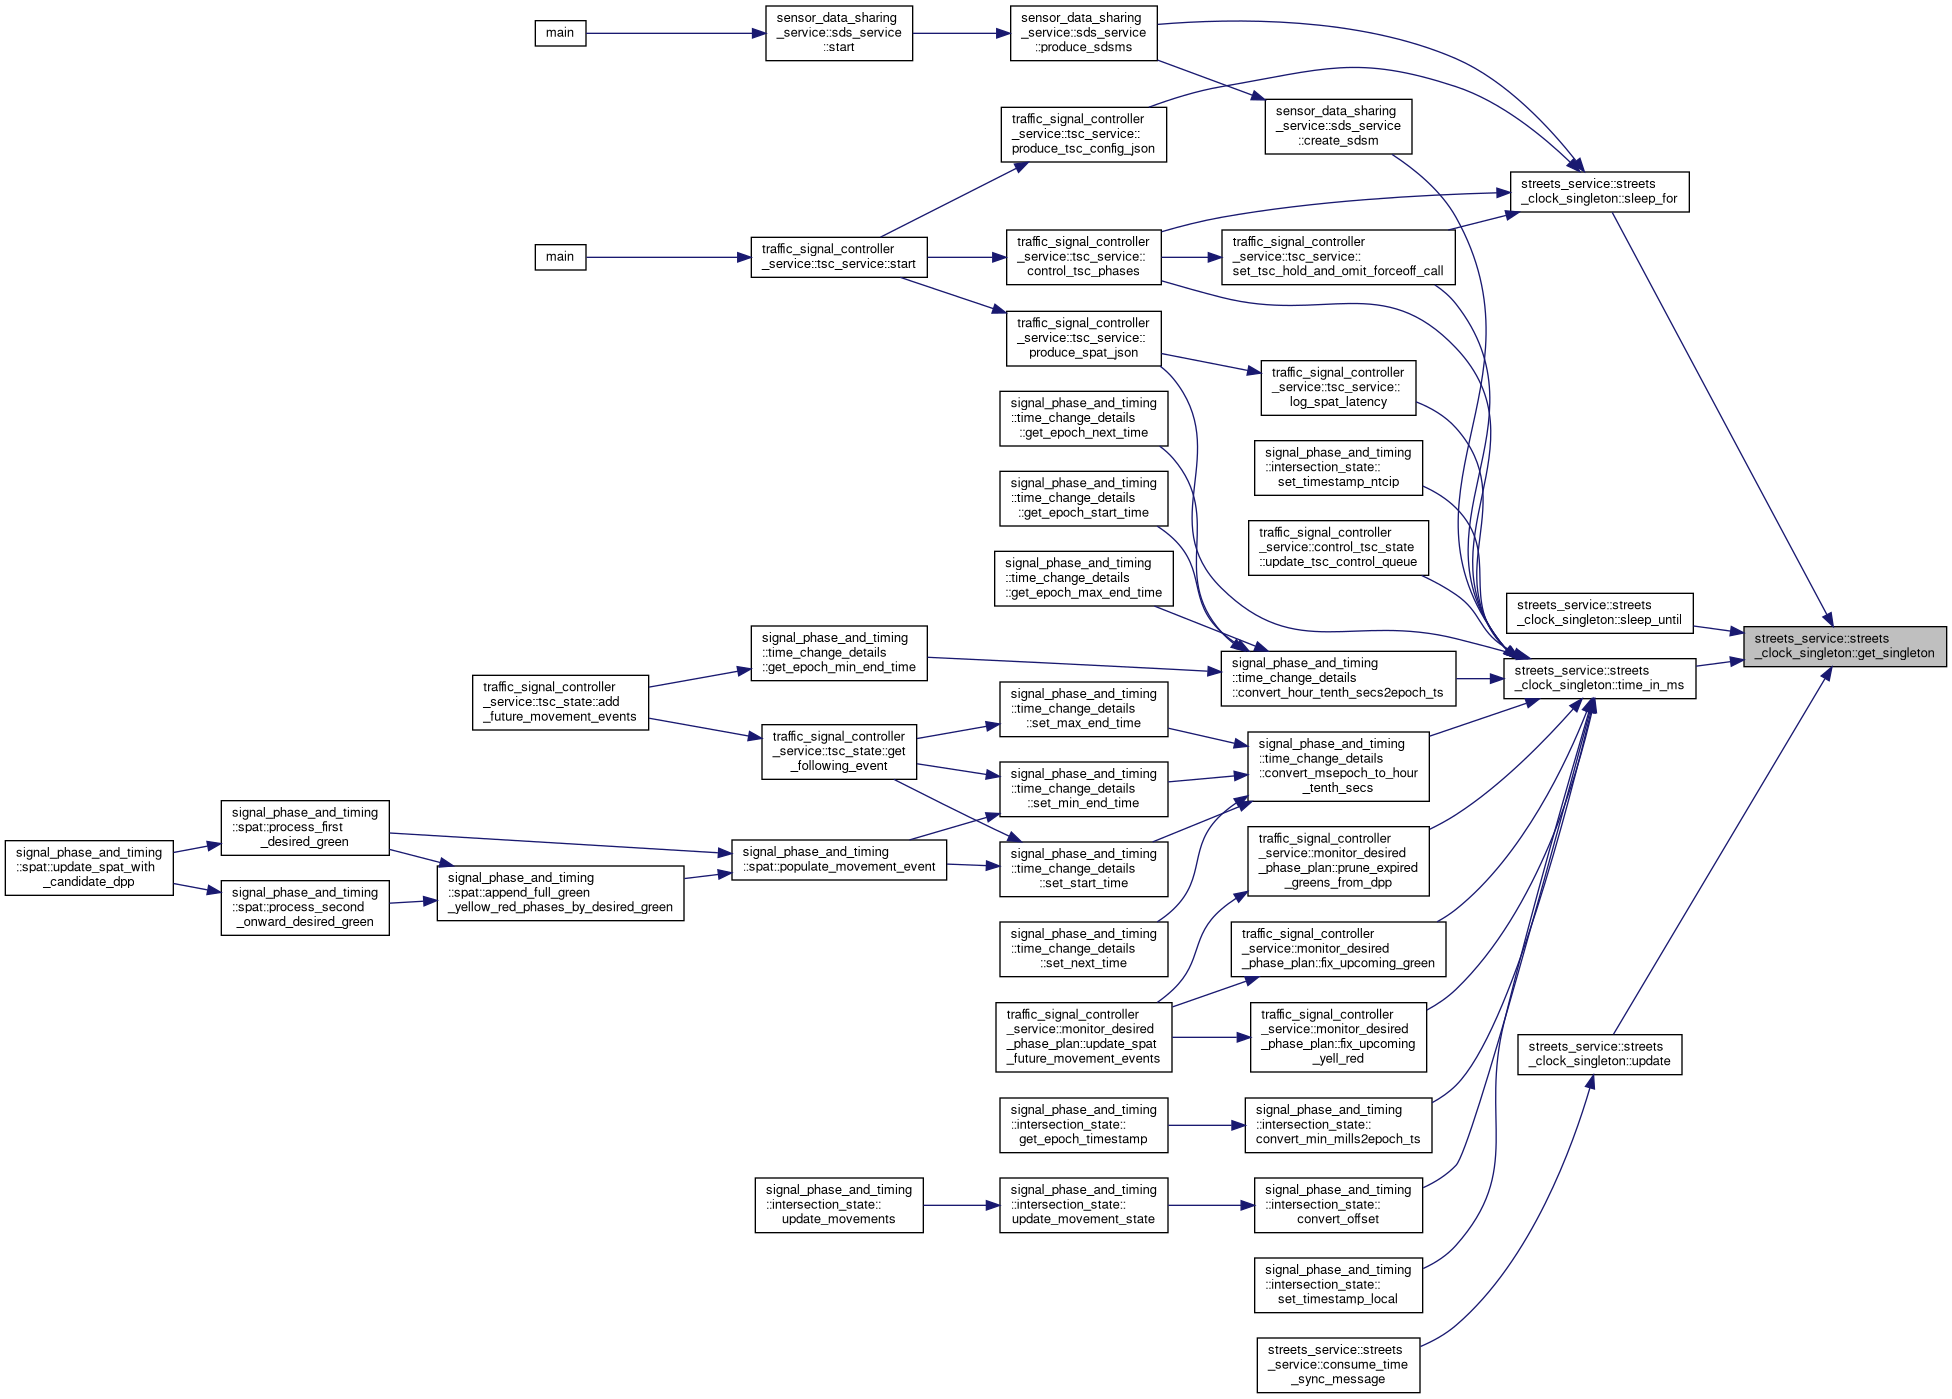 main
sensor_data_sharing
_service::sds_service
::start
sensor_data_sharing
_service::sds_service
::produce_sdsms
sensor_data_sharing
_service::sds_service
::create_sdsm
traffic_signal_controller
_service::tsc_service::
produce_tsc_config_json
streets_service::streets
_clock_singleton::sleep_for
main
traffic_signal_controller
_service::tsc_service::start
traffic_signal_controller
_service::tsc_service::
control_tsc_phases
traffic_signal_controller
_service::tsc_service::
set_tsc_hold_and_omit_forceoff_call
traffic_signal_controller
_service::tsc_service::
produce_spat_json
traffic_signal_controller
_service::tsc_service::
log_spat_latency
signal_phase_and_timing
::time_change_details
::get_epoch_next_time
signal_phase_and_timing
::intersection_state::
set_timestamp_ntcip
signal_phase_and_timing
::time_change_details
::get_epoch_start_time
traffic_signal_controller
_service::control_tsc_state
::update_tsc_control_queue
signal_phase_and_timing
::time_change_details
::get_epoch_max_end_time
streets_service::streets
_clock_singleton::sleep_until
streets_service::streets
_clock_singleton::get_singleton
signal_phase_and_timing
::time_change_details
::get_epoch_min_end_time
signal_phase_and_timing
::time_change_details
::convert_hour_tenth_secs2epoch_ts
streets_service::streets
_clock_singleton::time_in_ms
traffic_signal_controller
_service::tsc_state::add
_future_movement_events
signal_phase_and_timing
::time_change_details
::set_max_end_time
traffic_signal_controller
_service::tsc_state::get
_following_event
signal_phase_and_timing
::time_change_details
::convert_msepoch_to_hour
_tenth_secs
signal_phase_and_timing
::time_change_details
::set_min_end_time
signal_phase_and_timing
::spat::process_first
_desired_green
signal_phase_and_timing
::spat::update_spat_with
_candidate_dpp
signal_phase_and_timing
::spat::populate_movement_event
signal_phase_and_timing
::time_change_details
::set_start_time
traffic_signal_controller
_service::monitor_desired
_phase_plan::prune_expired
_greens_from_dpp
signal_phase_and_timing
::spat::process_second
_onward_desired_green
signal_phase_and_timing
::spat::append_full_green
_yellow_red_phases_by_desired_green
signal_phase_and_timing
::time_change_details
::set_next_time
traffic_signal_controller
_service::monitor_desired
_phase_plan::fix_upcoming_green
traffic_signal_controller
_service::monitor_desired
_phase_plan::update_spat
_future_movement_events
traffic_signal_controller
_service::monitor_desired
_phase_plan::fix_upcoming
_yell_red
streets_service::streets
_clock_singleton::update
signal_phase_and_timing
::intersection_state::
get_epoch_timestamp
signal_phase_and_timing
::intersection_state::
convert_min_mills2epoch_ts
signal_phase_and_timing
::intersection_state::
update_movements
signal_phase_and_timing
::intersection_state::
update_movement_state
signal_phase_and_timing
::intersection_state::
convert_offset
signal_phase_and_timing
::intersection_state::
set_timestamp_local
streets_service::streets
_service::consume_time
_sync_message